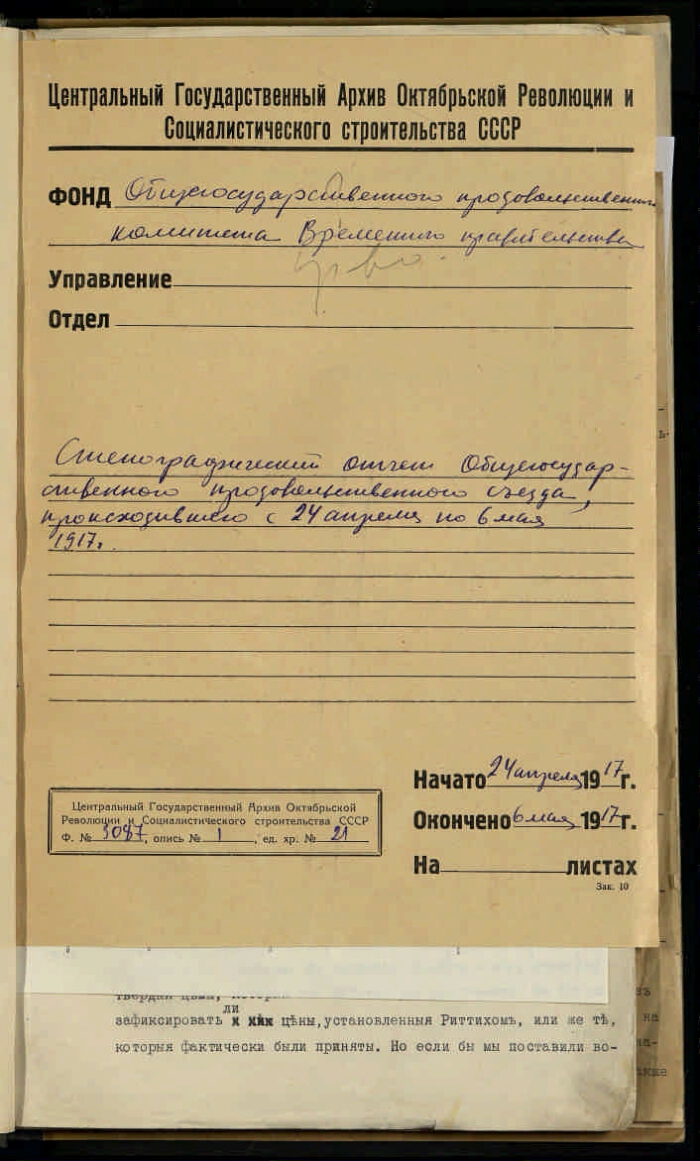 Центральный Государственный Архив Октябрьской Революции и
Социалистического строительства СССР
ФОНД Общегосударственного продовольственного
комитета Временного правительства
Управление
Отдел
Стенографический отчет Общегосудар-
ственного продовольственного съезда,
происходившего с 24 апреля по 6 мая
1917г.
Начато 24 апреля 1917г.
Окончено 6 мая 1917г.
На листах
Зак. 10
Центральный Государственный Архив Октябрьской
Революции и Социалистического строительства СССР
Ф. № 3087, опись № 1, ед. хр. № 21
ли
зафиксировать цѣны, установленныя Риттихомъ, или же тѣ,
которыя фактически были приняты. Но если бы мы поставили во-